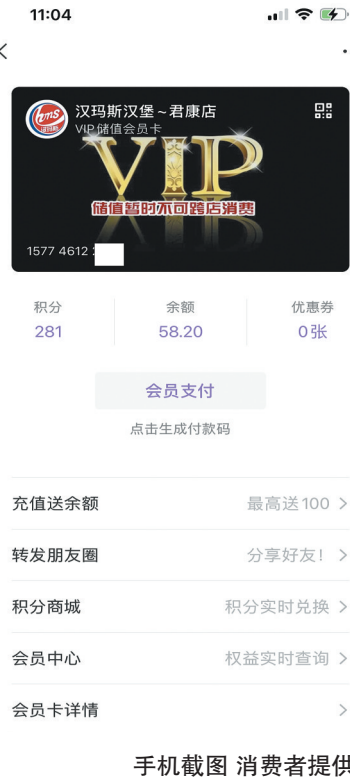 11:04
hms
汉玛斯汉堡~君康店
VIP储值会员卡
VIP
储值暂时不可跨店消费
1577 4612
积分 余额 优惠券
281 58.20 0张
会员支付
点击生成付款码
充值送余额 最高送100
转发朋友圈 分享好友！
积分商城 积分实时兑换
会员中心 权益实时查询
会员卡详情
手机截图 消费者提供